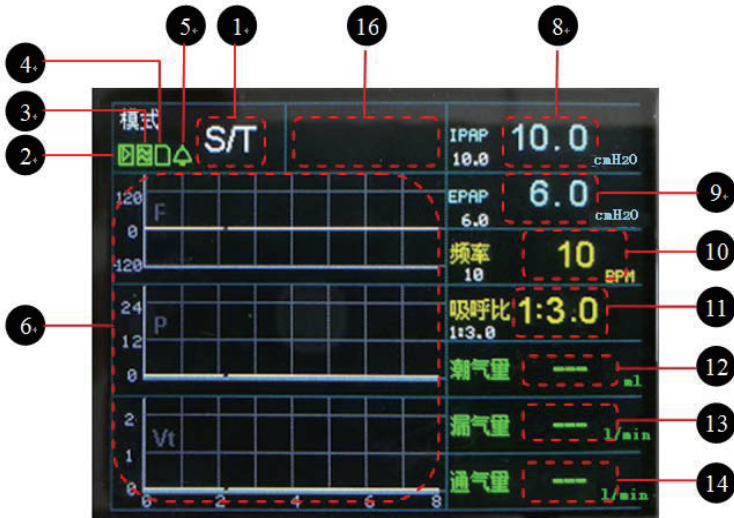 5
1
16
8
4
3
2
模式
S/T
IPAP 10.0
10.0 cmH2O
EPAP 6.0
6.0 cmH2O
9
频率 10
10 BPM
10
吸呼比 1:3.0
1:3.0
11
潮气量 --- ml
12
漏气量 --- l/min
13
通气量 --- l/min
14
6
120
F
0
-120
24
P
12
0
2
Vt
1
0
0 2 4 6 8